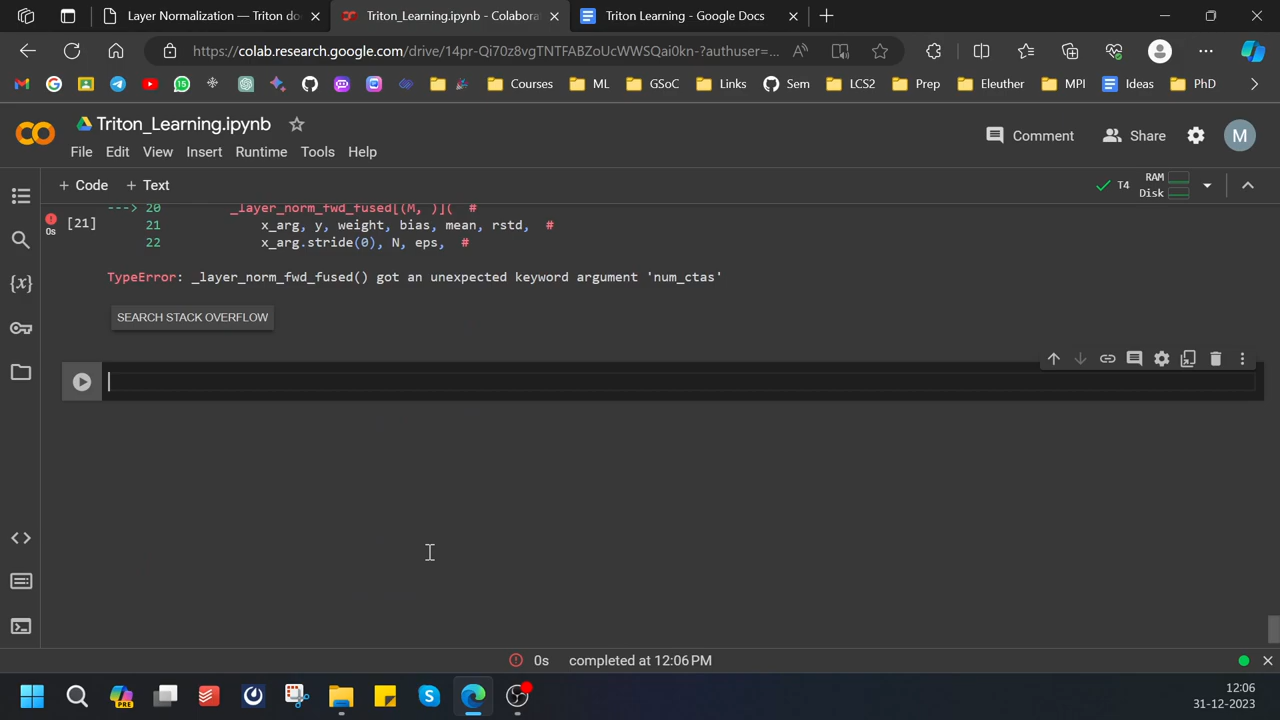 Layer Normalization — Triton do
Triton_Learning.ipynb - Colabora
Triton Learning - Google Docs
https://colab.research.google.com/drive/14pr-Qi70z8vgTNTFABZoUcWWSQai0kn-?authuser=...
Courses
ML
GSoC
Links
Sem
LCS2
Prep
Eleuther
MPI
Ideas
PhD
Triton_Learning.ipynb
Comment
Share
M
File Edit View Insert Runtime Tools Help
+ Code + Text
T4
RAM
Disk
[21]
0s
---> 20 _layer_norm_fwd_fused[(M, )]( #
21 x_arg, y, weight, bias, mean, rstd, #
22 x_arg.stride(0), N, eps, #
TypeError: _layer_norm_fwd_fused() got an unexpected keyword argument 'num_ctas'
SEARCH STACK OVERFLOW
0s completed at 12:06 PM
PRE
12:06
31-12-2023